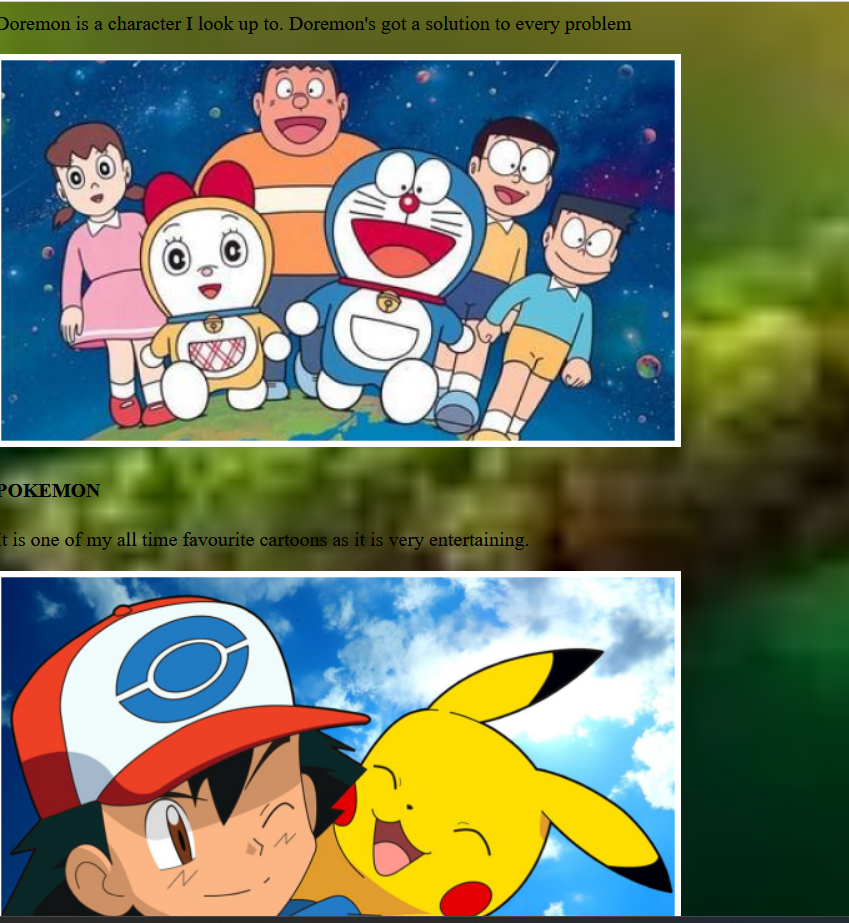 Doremon is a character I look up to. Doremon's got a solution to every problem
POKEMON
It is one of my all time favourite cartoons as it is very entertaining.